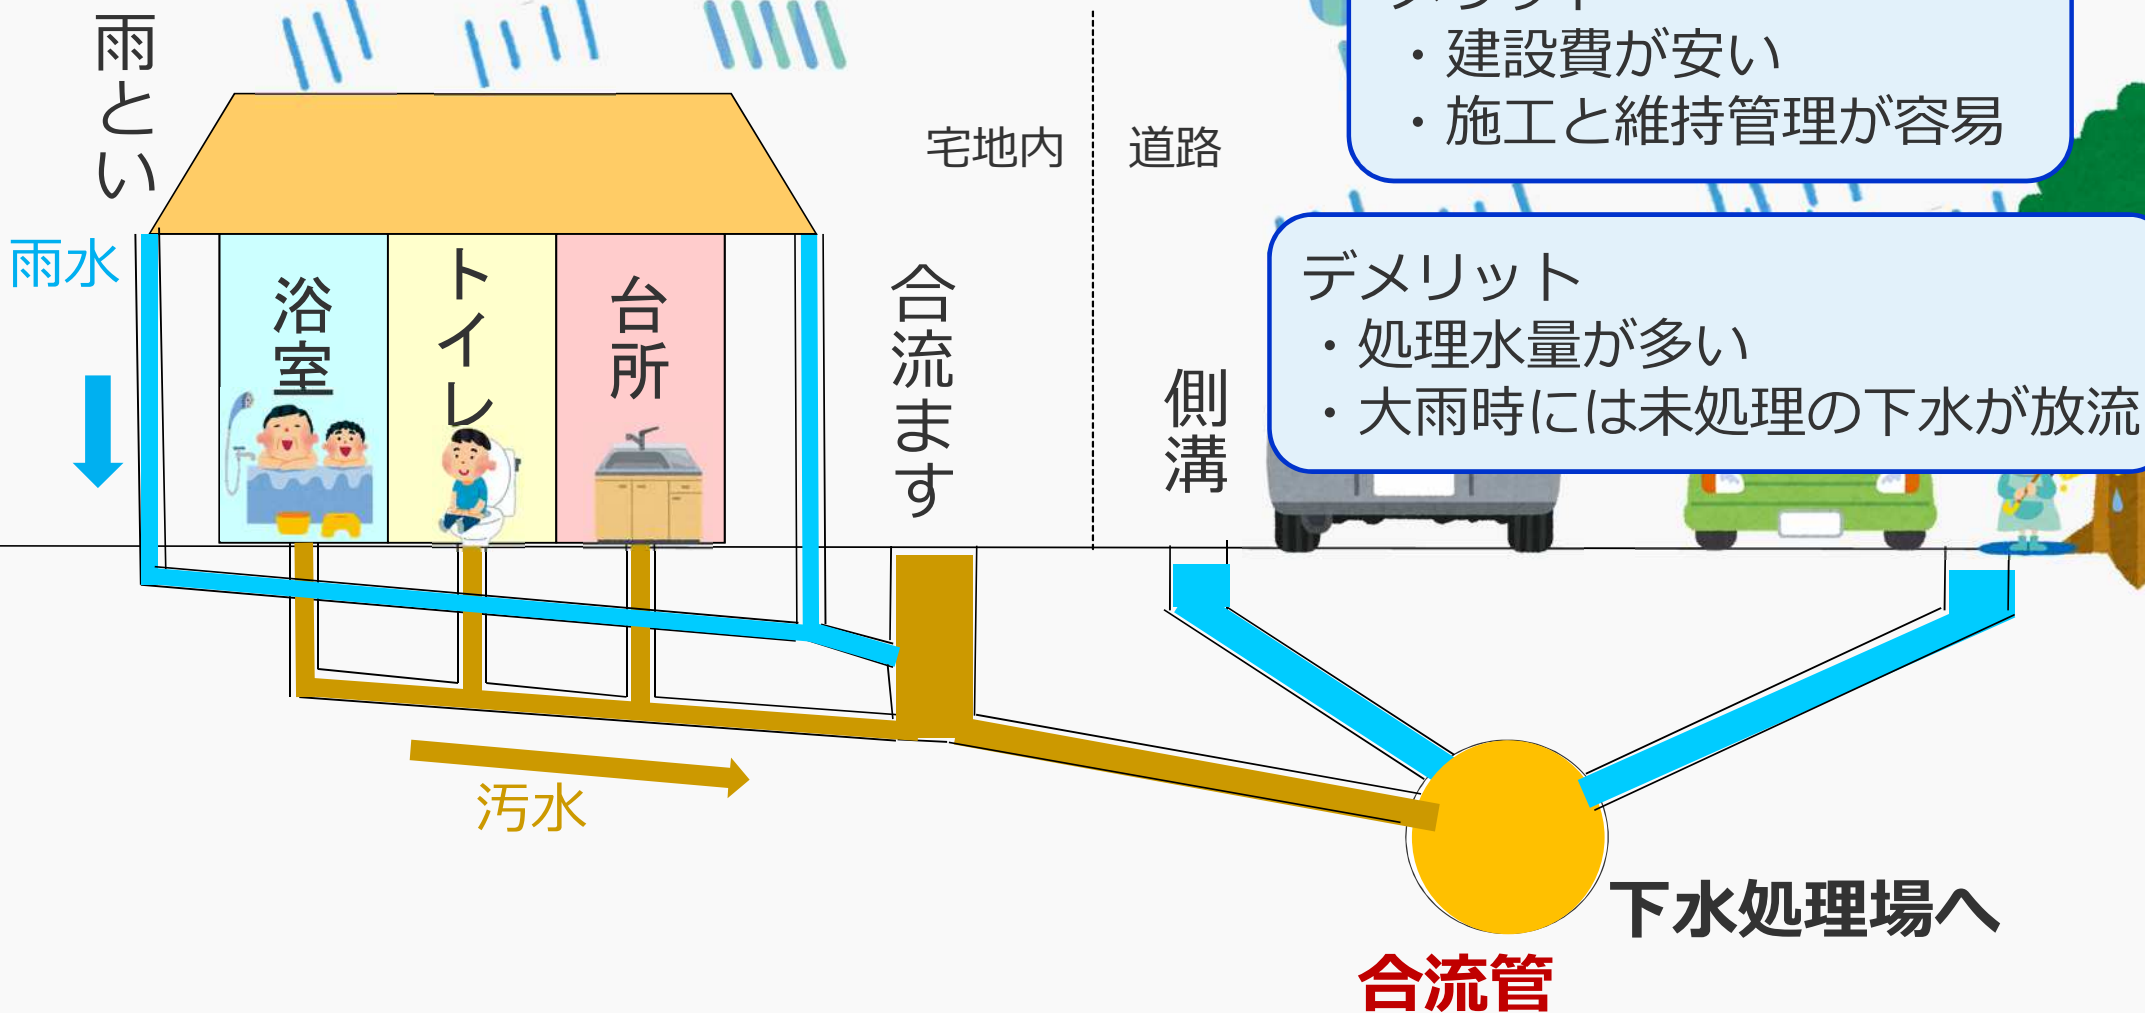 雨とい
雨水
浴室
トイレ
台所
合流ます
宅地内
道路
側溝
メリット
・建設費が安い
・施工と維持管理が容易
デメリット
・処理水量が多い
・大雨時には未処理の下水が放流
汚水
下水処理場へ
合流管